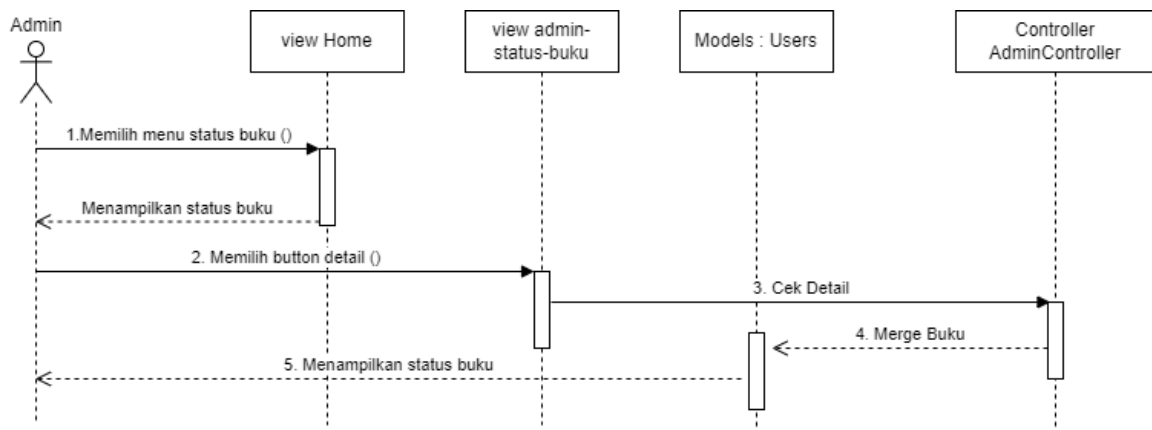 Admin
view Home
view admin-
status-buku
Models : Users
Controller
AdminController
1.Memilih menu status buku ()
Menampilkan status buku
2. Memilih button detail ()
3. Cek Detail
4. Merge Buku
5. Menampilkan status buku